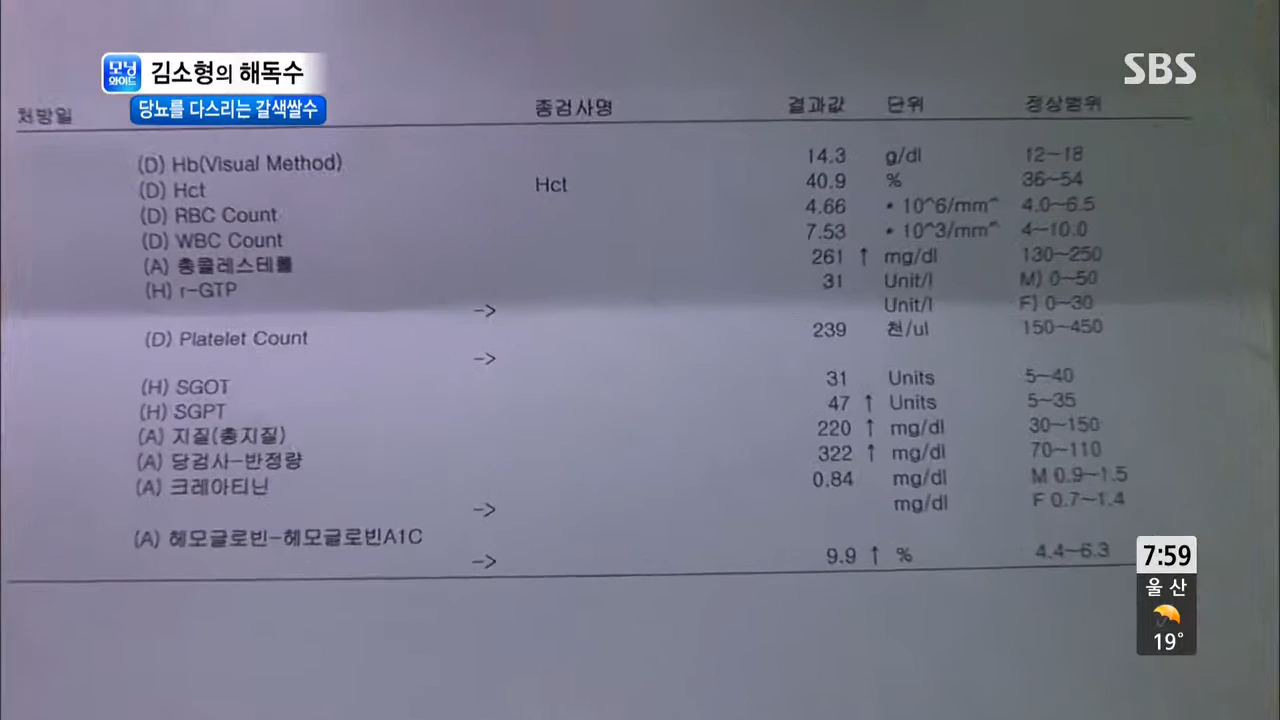 모닝와이드 김소형의 해독수 SBS
당뇨를 다스리는 갈색쌀수
처방일 종검사명 결과값 단위 정상범위
(D) Hb(Visual Method) 14.3 g/dl 12~18
(D) Hct Hct 40.9 % 36~54
(D) RBC Count 4.66 * 10^6/mm^ 4.0~6.5
(D) WBC Count 7.53 * 10^3/mm^ 4~10.0
(A) 총콜레스테롤 261 ↑ mg/dl 130~250
(H) r-GTP 31 Unit/l M) 0~50
-> Unit/l F) 0~30
(D) Platelet Count 239 천/ul 150~450
->
(H) SGOT 31 Units 5~40
(H) SGPT 47 ↑ Units 5~35
(A) 지질(총지질) 220 ↑ mg/dl 30~150
(A) 당검사-반정량 322 ↑ mg/dl 70~110
(A) 크레아티닌 0.84 mg/dl M 0.9~1.5
-> mg/dl F 0.7~1.4
(A) 헤모글로빈-헤모글로빈A1C
-> 9.9 ↑ % 4.4~6.3
7:59
울산
19°